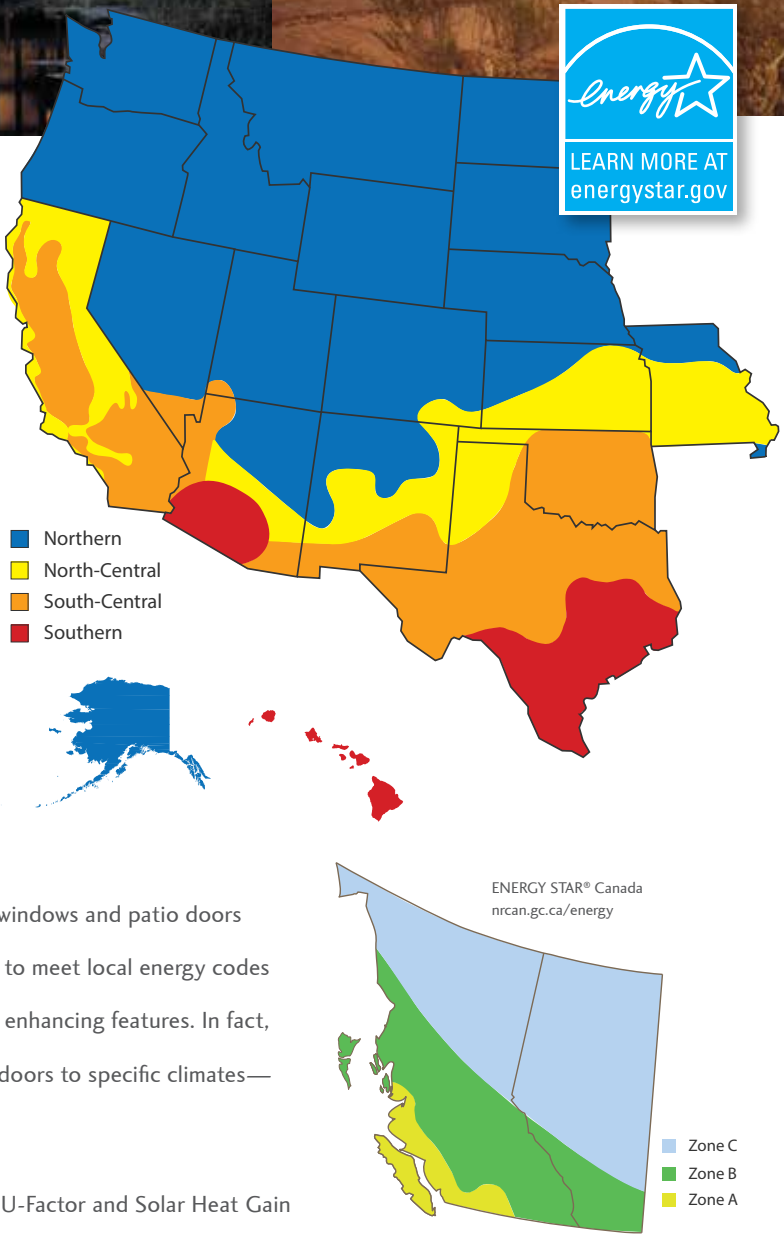 energy
LEARN MORE AT
energystar.gov
Northern
North-Central
South-Central
Southern
ENERGY STAR® Canada
nrcan.gc.ca/energy
windows and patio doors
to meet local energy codes
enhancing features. In fact,
doors to specific climates—
U-Factor and Solar Heat Gain
Zone C
Zone B
Zone A